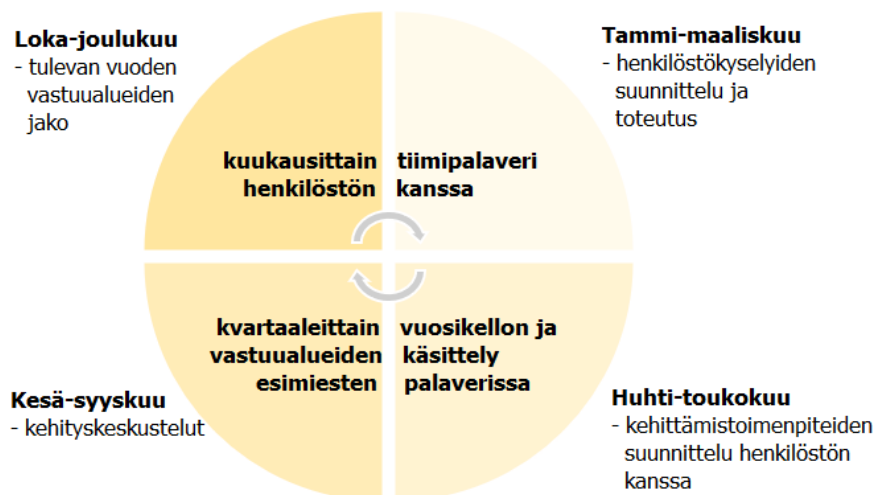 Loka-joulukuu
- tulevan vuoden
vastuualueiden
jako
Tammi-maaliskuu
- henkilöstökyselyiden
suunnittelu ja
toteutus
kuukausittain tiimipalaveri
henkilöstön kanssa
kvartaaleittain vuosikellon ja
vastuualueiden käsittely
esimiesten palaverissa
Kesä-syyskuu
- kehityskeskustelut
Huhti-toukokuu
- kehittämistoimenpiteiden
suunnittelu henkilöstön
kanssa